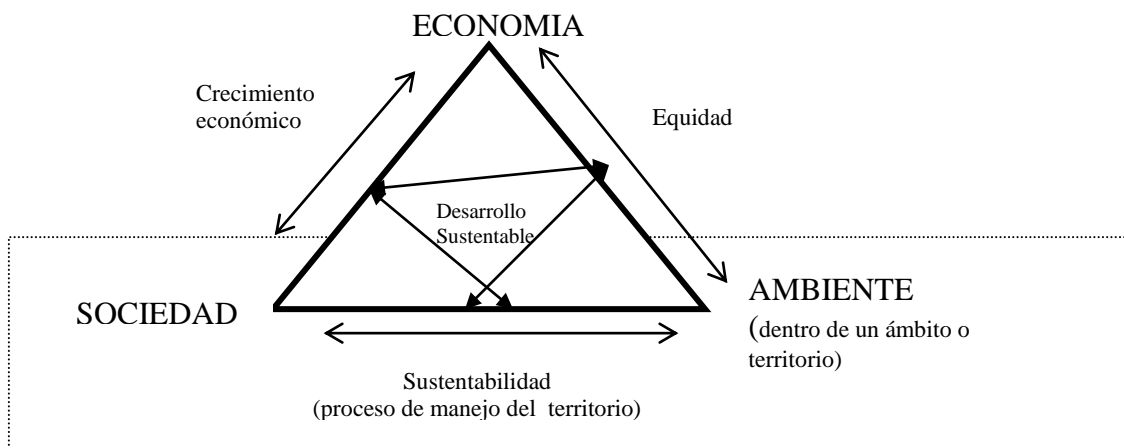 ECONOMIA
Crecimiento
económico
Equidad
Desarrollo
Sustentable
SOCIEDAD
AMBIENTE
(dentro de un ámbito o
territorio)
Sustentabilidad
(proceso de manejo del territorio)